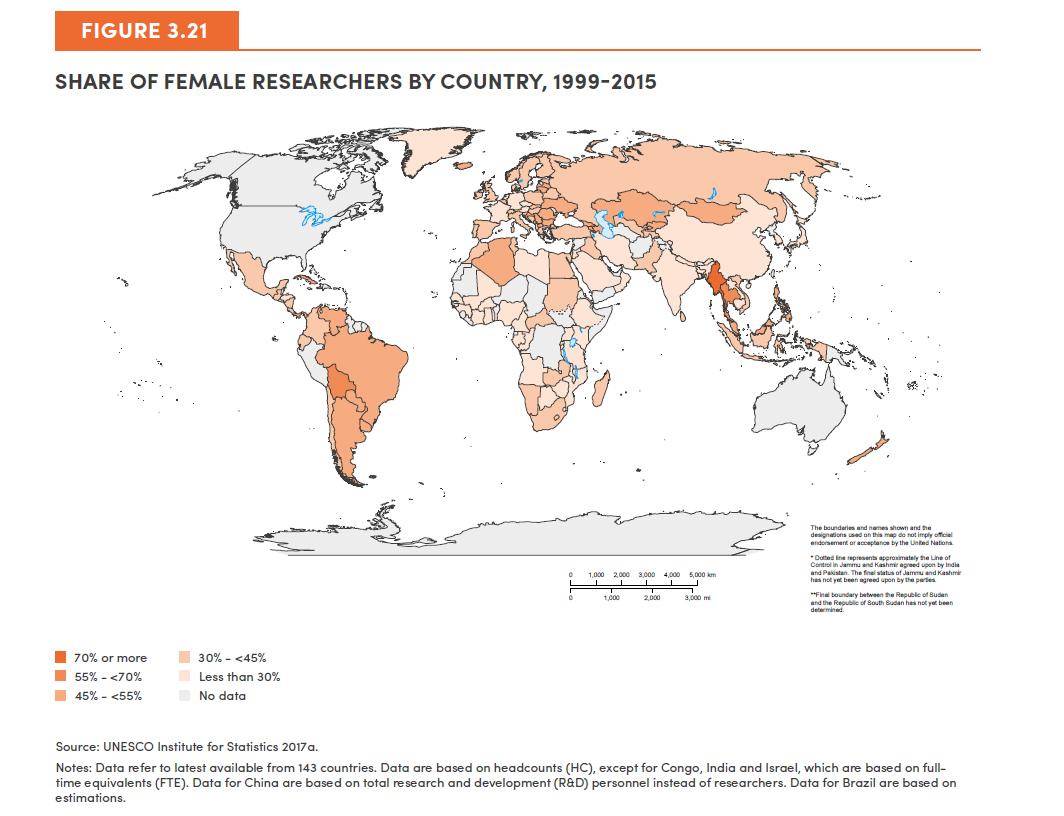 FIGURE 3.21
SHARE OF FEMALE RESEARCHERS BY COUNTRY, 1999-2015
The boundaries and names shown and the
designations used on this map do not imply official
endorsement or acceptance by the United Nations.
* Dotted line represents approximately the Line of
Control in Jammu and Kashmir agreed upon by India
and Pakistan. The final status of Jammu and Kashmir
has not yet been agreed upon by the parties.
**Final boundary between the Republic of Sudan
and the Republic of South Sudan has not yet been
determined.
0 1,000 2,000 3,000 4,000 5,000 km
0 1,000 2,000 3,000 mi
70% or more
55% - <70%
45% - <55%
30% - <45%
Less than 30%
No data
Source: UNESCO Institute for Statistics 2017a.
Notes: Data refer to latest available from 143 countries. Data are based on headcounts (HC), except for Congo, India and Israel, which are based on full-
time equivalents (FTE). Data for China are based on total research and development (R&D) personnel instead of researchers. Data for Brazil are based on
estimations.